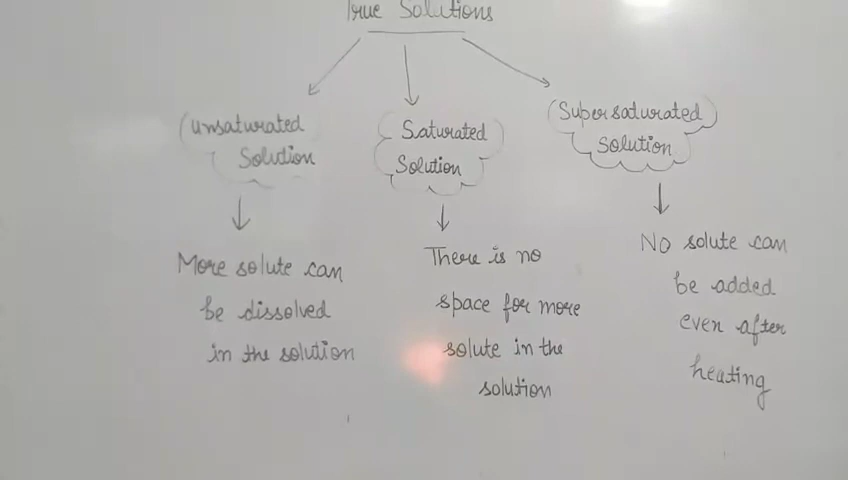 True Solutions
Unsaturated
Solution
Saturated
Solution
Supersaturated
Solution
More solute can
be dissolved
in the solution
There is no
space for more
solute in the
solution
No solute can
be added
even after
heating